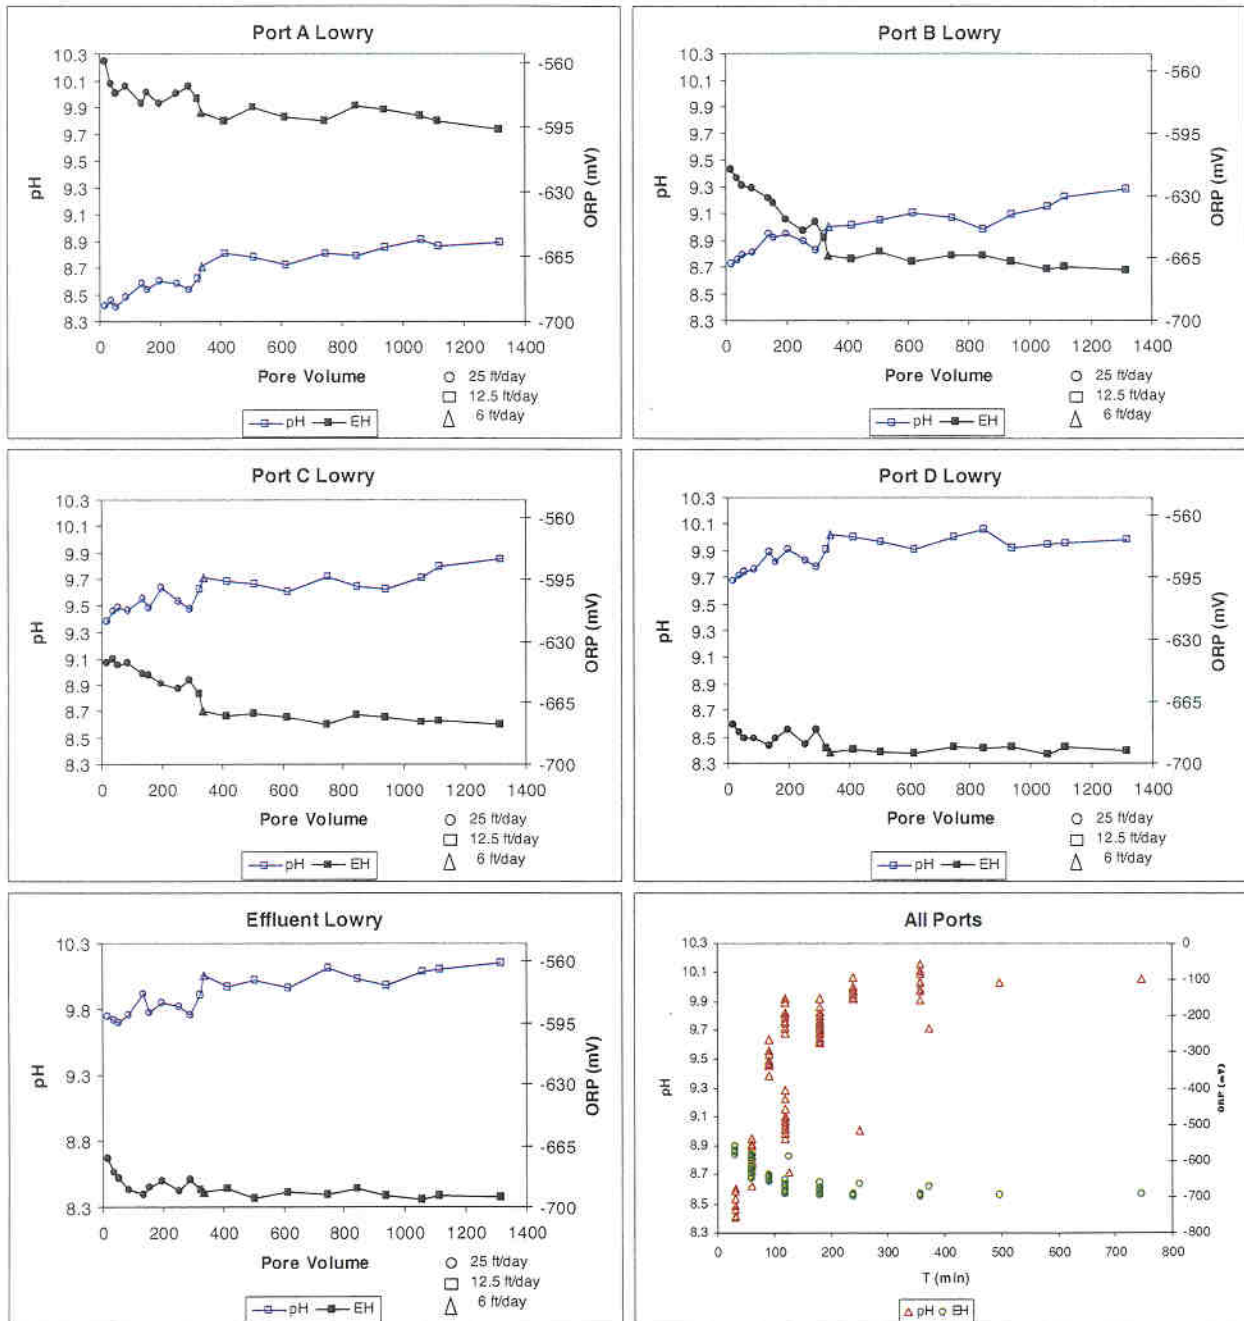 Port A Lowry
10.3
10.1
9.9
9.7
9.5
9.3
9.1
8.9
8.7
8.5
8.3
pH
-560
-595
-630
-665
-700
ORP (mV)
0 200 400 600 800 1000 1200 1400
Pore Volume
25 ft/day
12.5 ft/day
6 ft/day
pH EH
Port B Lowry
10.3
10.1
9.9
9.7
9.5
9.3
9.1
8.9
8.7
8.5
8.3
pH
-560
-595
-630
-665
-700
ORP (mV)
0 200 400 600 800 1000 1200 1400
Pore Volume
25 ft/day
12.5 ft/day
6 ft/day
pH EH
Port C Lowry
10.3
10.1
9.9
9.7
9.5
9.3
9.1
8.9
8.7
8.5
8.3
pH
-560
-595
-630
-665
-700
ORP (mV)
0 200 400 600 800 1000 1200 1400
Pore Volume
25 ft/day
12.5 ft/day
6 ft/day
pH EH
Port D Lowry
10.3
10.1
9.9
9.7
9.5
9.3
9.1
8.9
8.7
8.5
8.3
pH
-560
-595
-630
-665
-700
ORP (mV)
0 200 400 600 800 1000 1200 1400
Pore Volume
25 ft/day
12.5 ft/day
6 ft/day
pH EH
Effluent Lowry
10.3
9.8
9.3
8.8
8.3
pH
-560
-595
-630
-665
-700
ORP (mV)
0 200 400 600 800 1000 1200 1400
Pore Volume
25 ft/day
12.5 ft/day
6 ft/day
pH EH
All Ports
10.3
10.1
9.9
9.7
9.5
9.3
9.1
8.9
8.7
8.5
8.3
pH
0
-100
-200
-300
-400
-500
-600
-700
-800
ORP (mV)
0 100 200 300 400 500 600 700 800
T (min)
pH EH